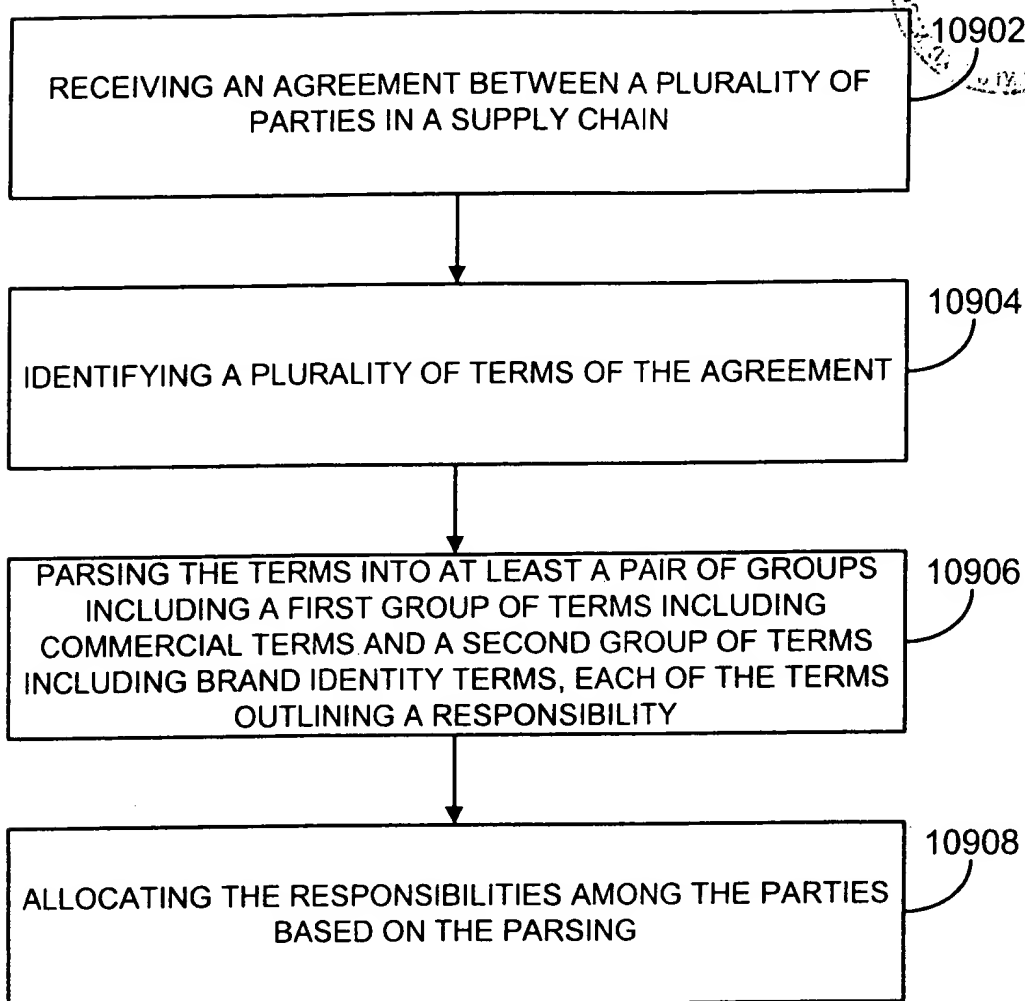 10902
RECEIVING AN AGREEMENT BETWEEN A PLURALITY OF
PARTIES IN A SUPPLY CHAIN
10904
IDENTIFYING A PLURALITY OF TERMS OF THE AGREEMENT
10906
PARSING THE TERMS INTO AT LEAST A PAIR OF GROUPS
INCLUDING A FIRST GROUP OF TERMS INCLUDING
COMMERCIAL TERMS AND A SECOND GROUP OF TERMS
INCLUDING BRAND IDENTITY TERMS, EACH OF THE TERMS
OUTLINING A RESPONSIBILITY
10908
ALLOCATING THE RESPONSIBILITIES AMONG THE PARTIES
BASED ON THE PARSING